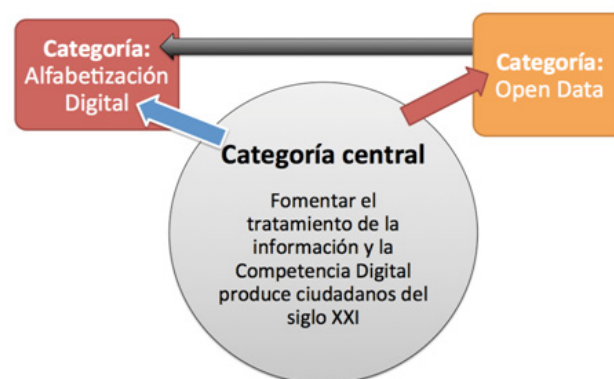 Categoría:
Alfabetización
Digital
Categoría:
Open Data
Categoría central
Fomentar el
tratamiento de la
información y la
Competencia Digital
produce ciudadanos del
siglo XXI